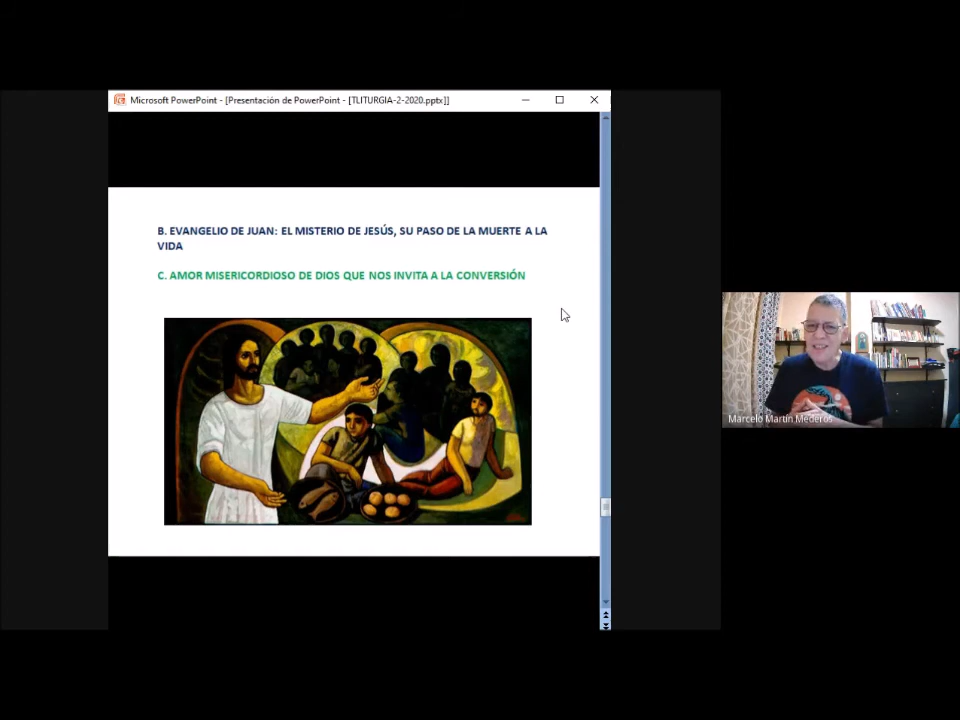 Microsoft PowerPoint - [Presentación de PowerPoint - [TLITURGIA-2-2020.pptx]]
B. EVANGELIO DE JUAN: EL MISTERIO DE JESÚS, SU PASO DE LA MUERTE A LA
VIDA
C. AMOR MISERICORDIOSO DE DIOS QUE NOS INVITA A LA CONVERSIÓN
Marcelo Martín Mederos